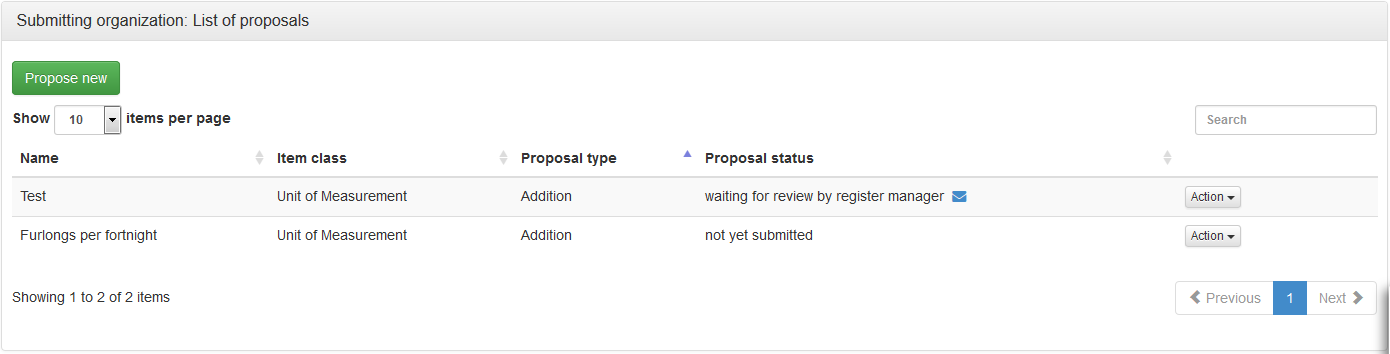 Submitting organization: List of proposals
Propose new
Show 10 items per page Search
Name Item class Proposal type Proposal status
Test Unit of Measurement Addition waiting for review by register manager Action
Furlongs per fortnight Unit of Measurement Addition not yet submitted Action
Showing 1 to 2 of 2 items Previous 1 Next